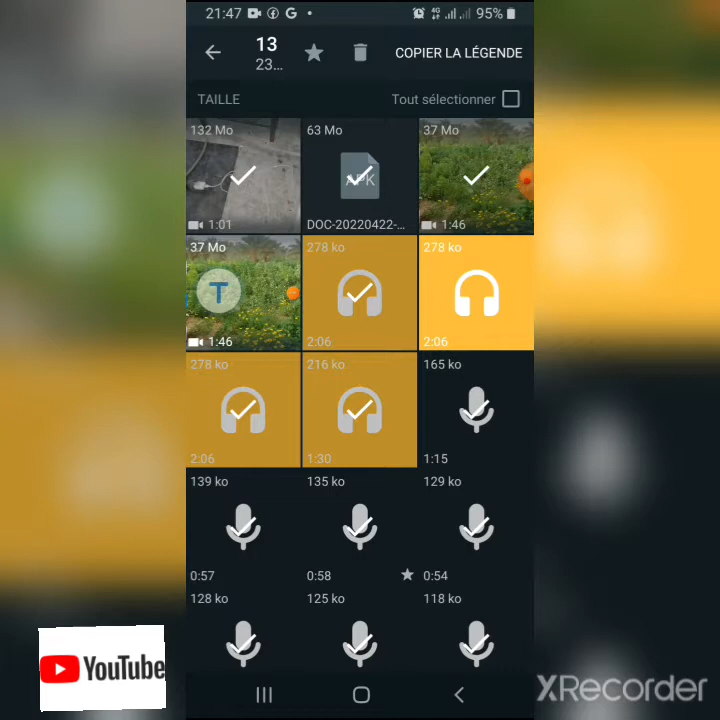 21:47 G • 4G 95%
13
23...
COPIER LA LÉGENDE
TAILLE Tout sélectionner
132 Mo 63 Mo 37 Mo
APK
1:01 DOC-20220422-... 1:46
37 Mo 278 ko 278 ko
T
1:46 2:06 2:06
278 ko 216 ko 165 ko
2:06 1:30 1:15
139 ko 135 ko 129 ko
0:57 0:58 0:54
128 ko 125 ko 118 ko
YouTube
XRecorder